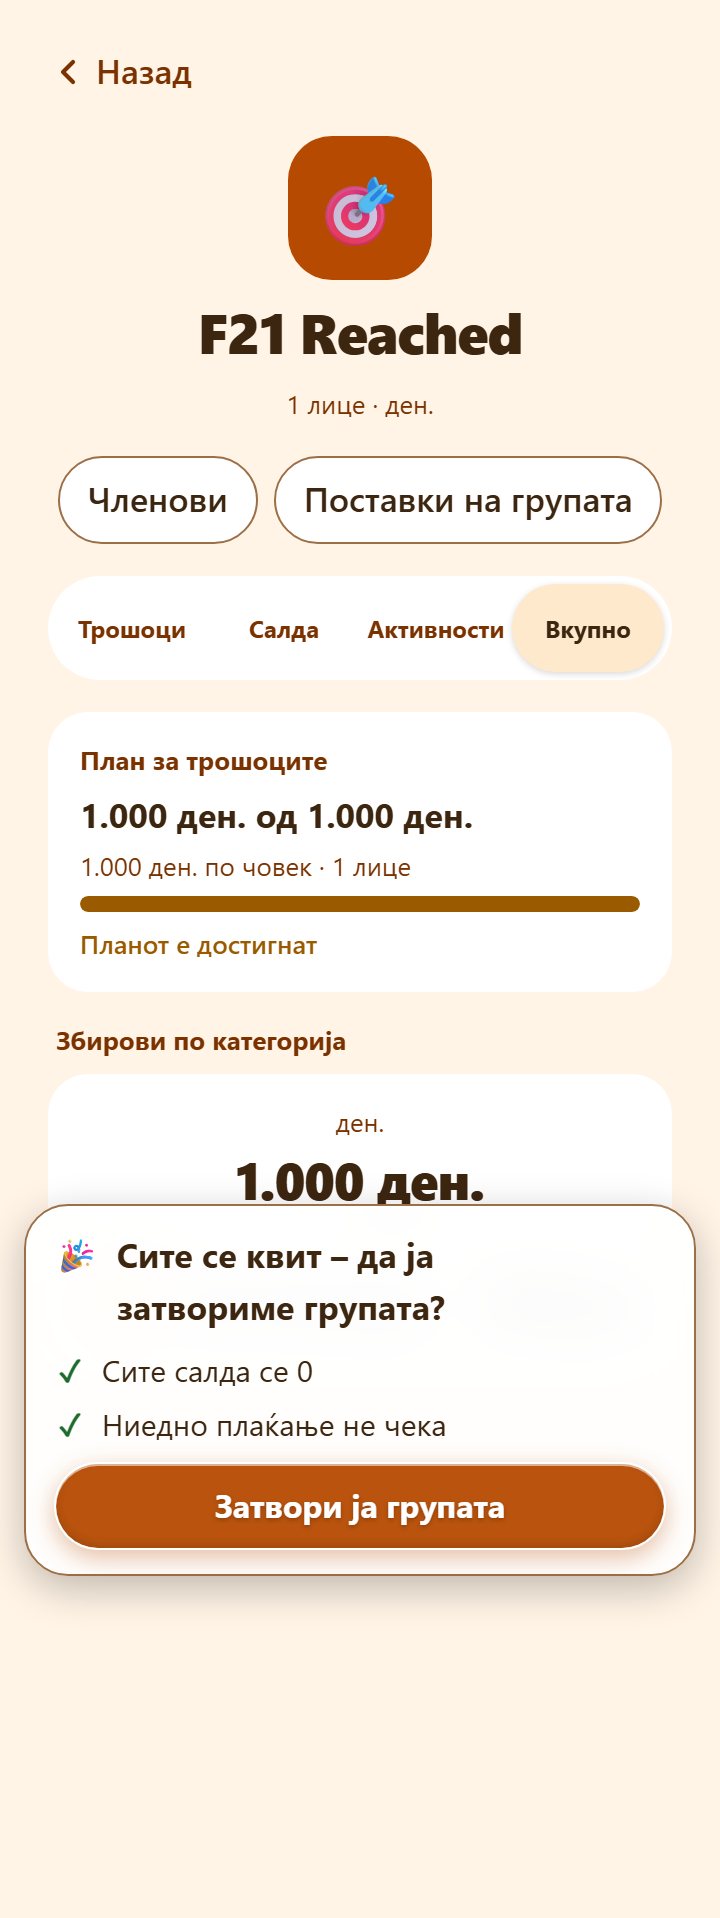 Назад
F21 Reached
1 лице · ден.
Членови
Поставки на групата
Трошоци
Салда
Активности
Вкупно
План за трошоците
1.000 ден. од 1.000 ден.
1.000 ден. по човек · 1 лице
Планот е достигнат
Збирови по категорија
ден.
1.000 ден.
Сите се квит – да ја
затвориме групата?
Сите салда се 0
Ниедно плаќање не чека
Затвори ја групата